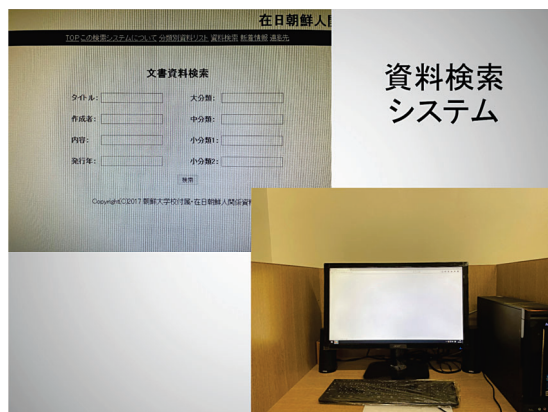 在日朝鮮人
TOP この検索システムについて 分類別資料リスト 資料検索 新着情報 連絡先
文書資料検索
タイトル：
大分類：
作成者：
中分類：
内容：
小分類1：
発行年：
小分類2：
検索
Copyright(C)2017 朝鮮大学校付属・在日朝鮮人関係資料
資料検索
システム